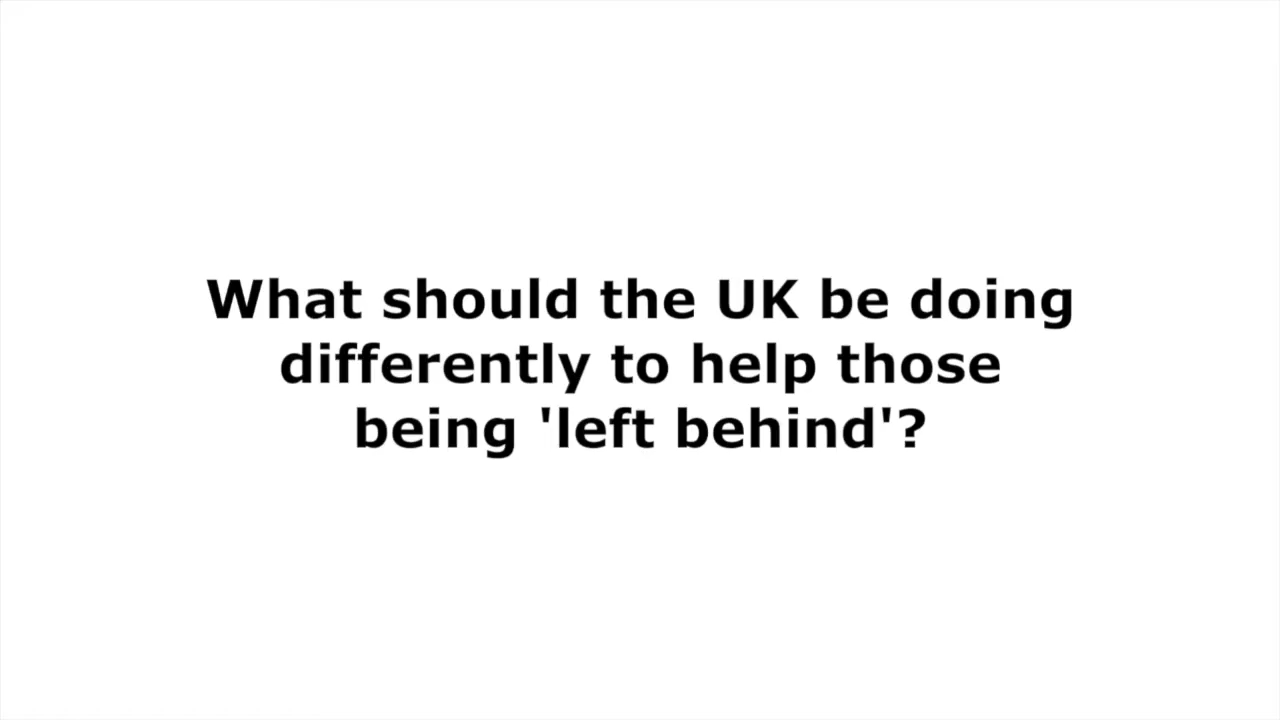 What should the UK be doing
differently to help those
being 'left behind'?